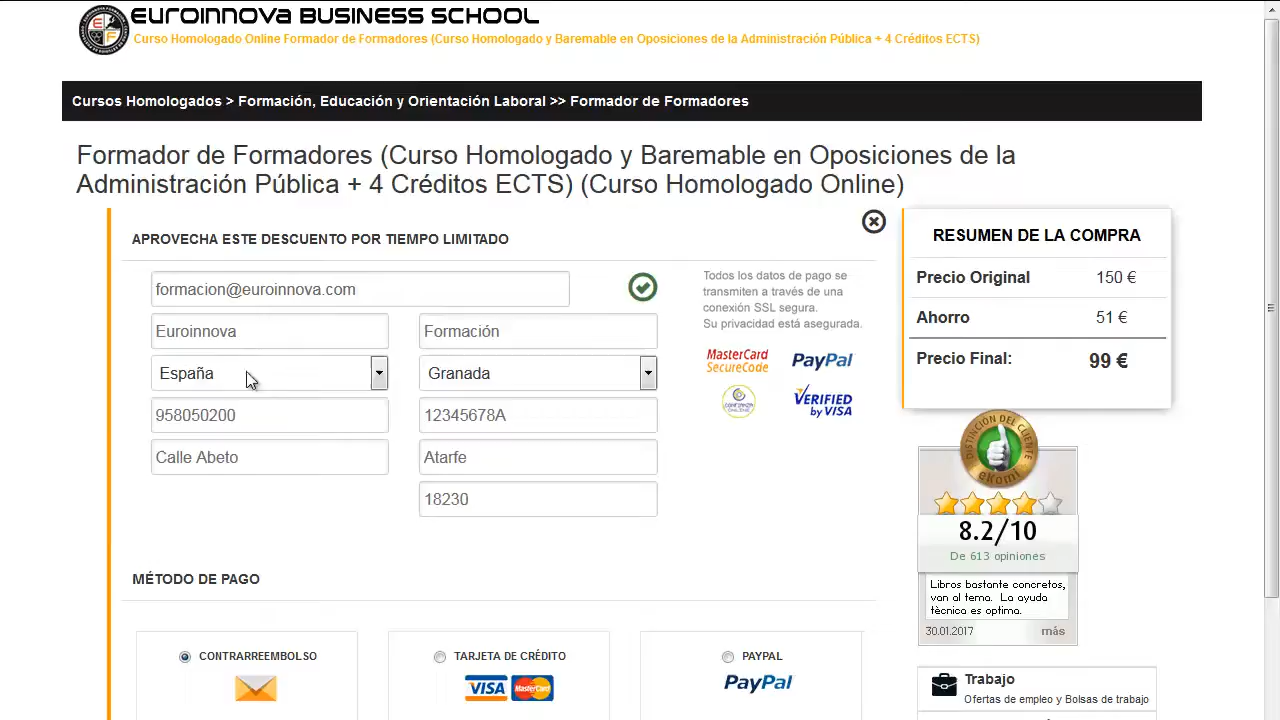 EUROINNOVA BUSINESS SCHOOL
Curso Homologado Online Formador de Formadores (Curso Homologado y Baremable en Oposiciones de la Administración Pública + 4 Créditos ECTS)
Cursos Homologados > Formación, Educación y Orientación Laboral >> Formador de Formadores
Formador de Formadores (Curso Homologado y Baremable en Oposiciones de la
Administración Pública + 4 Créditos ECTS) (Curso Homologado Online)
APROVECHA ESTE DESCUENTO POR TIEMPO LIMITADO
formacion@euroinnova.com
Euroinnova
Formación
España
Granada
958050200
12345678A
Calle Abeto
Atarfe
18230
Todos los datos de pago se
transmiten a través de una
conexión SSL segura.
Su privacidad está asegurada.
MasterCard
SecureCode
PayPal
CONFIANZA
ONLINE
VERIFIED
by VISA
RESUMEN DE LA COMPRA
Precio Original 150 €
Ahorro 51 €
Precio Final: 99 €
DISTINCIÓN DEL CLIENTE
eKomi
8.2/10
De 613 opiniones
Libros bastante concretos,
van al tema. La ayuda
tècnica es optima.
30.01.2017 más
Trabajo
Ofertas de empleo y Bolsas de trabajo
MÉTODO DE PAGO
CONTRARREEMBOLSO
TARJETA DE CRÉDITO
VISA MasterCard
PAYPAL
PayPal